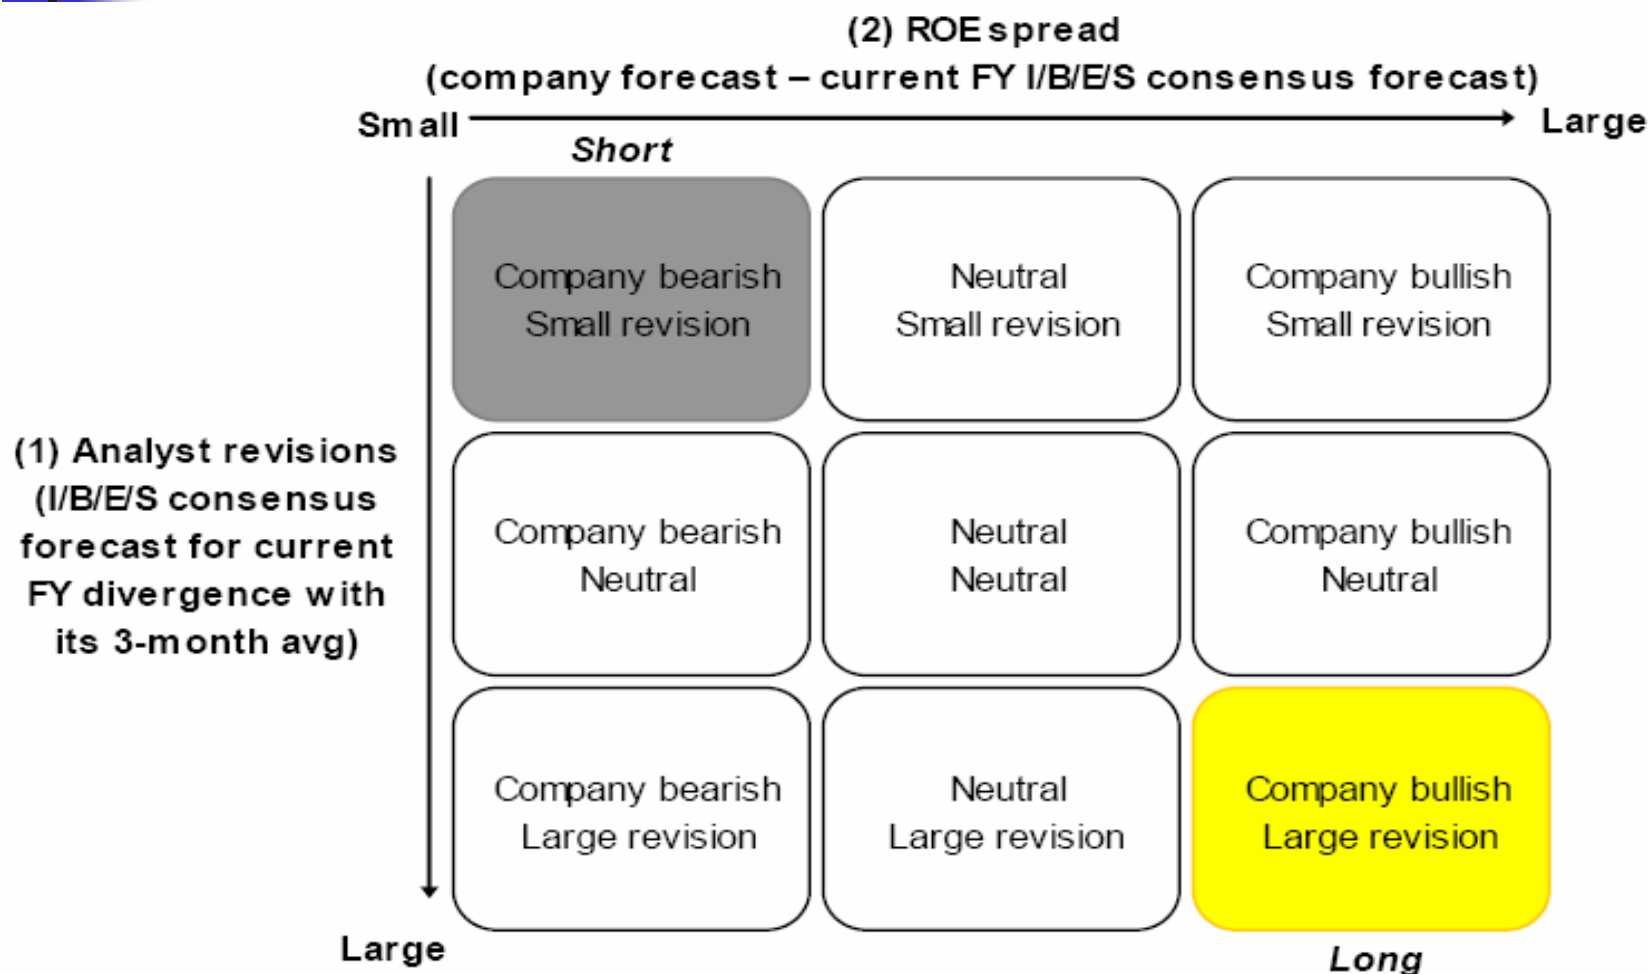 (2) ROE spread
(company forecast – current FY I/B/E/S consensus forecast)
Small
Large
Short
Company bearish
Small revision
Neutral
Small revision
Company bullish
Small revision
(1) Analyst revisions
(I/B/E/S consensus
forecast for current
FY divergence with
its 3-month avg)
Company bearish
Neutral
Neutral
Neutral
Company bullish
Neutral
Company bearish
Large revision
Neutral
Large revision
Company bullish
Large revision
Large
Long